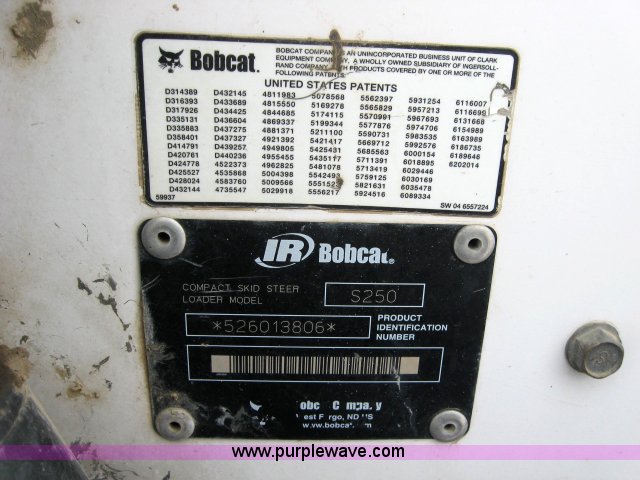 Bobcat.
BOBCAT COMPANY IS AN UNINCORPORATED BUSINESS UNIT OF CLARK
EQUIPMENT COMPANY, A WHOLLY OWNED SUBSIDIARY OF INGERSOLL-
RAND COMPANY. PRODUCTS COVERED BY ONE OR MORE OF THE
FOLLOWING PATENTS.
UNITED STATES PATENTS
D314389 D432145 4811983 5078568 5562397 5931254 6116007
D316393 D433689 4815550 5169278 5565829 5957213 6116699
D317926 D434425 4844685 5174115 5570991 5967693 6131668
D335131 D436604 4869337 5199344 5577876 5974706 6154989
D335883 D437275 4881371 5211100 5590731 5983535 6163989
D358401 D437327 4921392 5421417 5669712 5992576 6186735
D414791 D439257 4949805 5425431 5685563 6000154 6189646
D420761 D440236 4955455 5435177 5711391 6018895 6202014
D424778 4522373 4962825 5481078 5713419 6029446
D425527 4535868 5004398 5542493 5759125 6030169
D428024 4583760 5009566 5821631 6035478
D432144 4735547 5029918 5556217 5924516 6089334
59937 SW 04 6557224
IR Bobcat®
COMPACT SKID STEER
LOADER MODEL S250
*526013806* PRODUCT
IDENTIFICATION
NUMBER
Fargo, ND US
www.purplewave.com